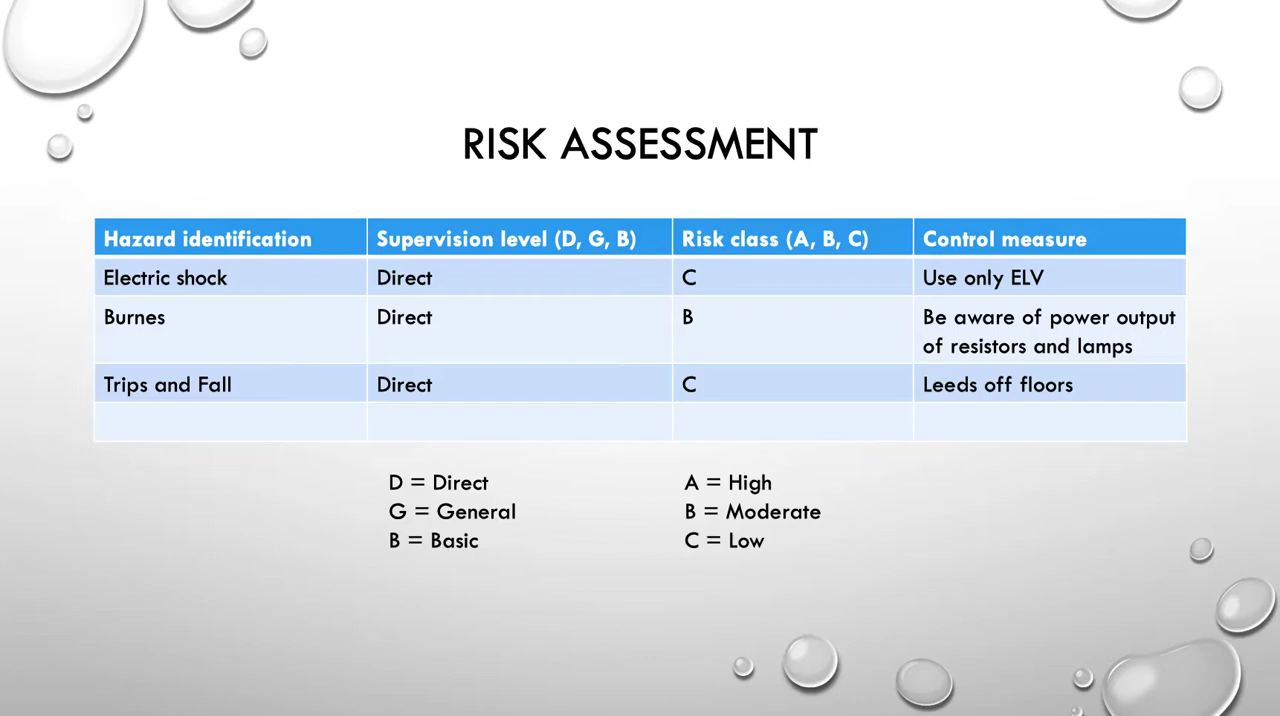 RISK ASSESSMENT
Hazard identification Supervision level (D, G, B) Risk class (A, B, C) Control measure
Electric shock Direct C Use only ELV
Burnes Direct B Be aware of power output
of resistors and lamps
Trips and Fall Direct C Leeds off floors
D = Direct A = High
G = General B = Moderate
B = Basic C = Low